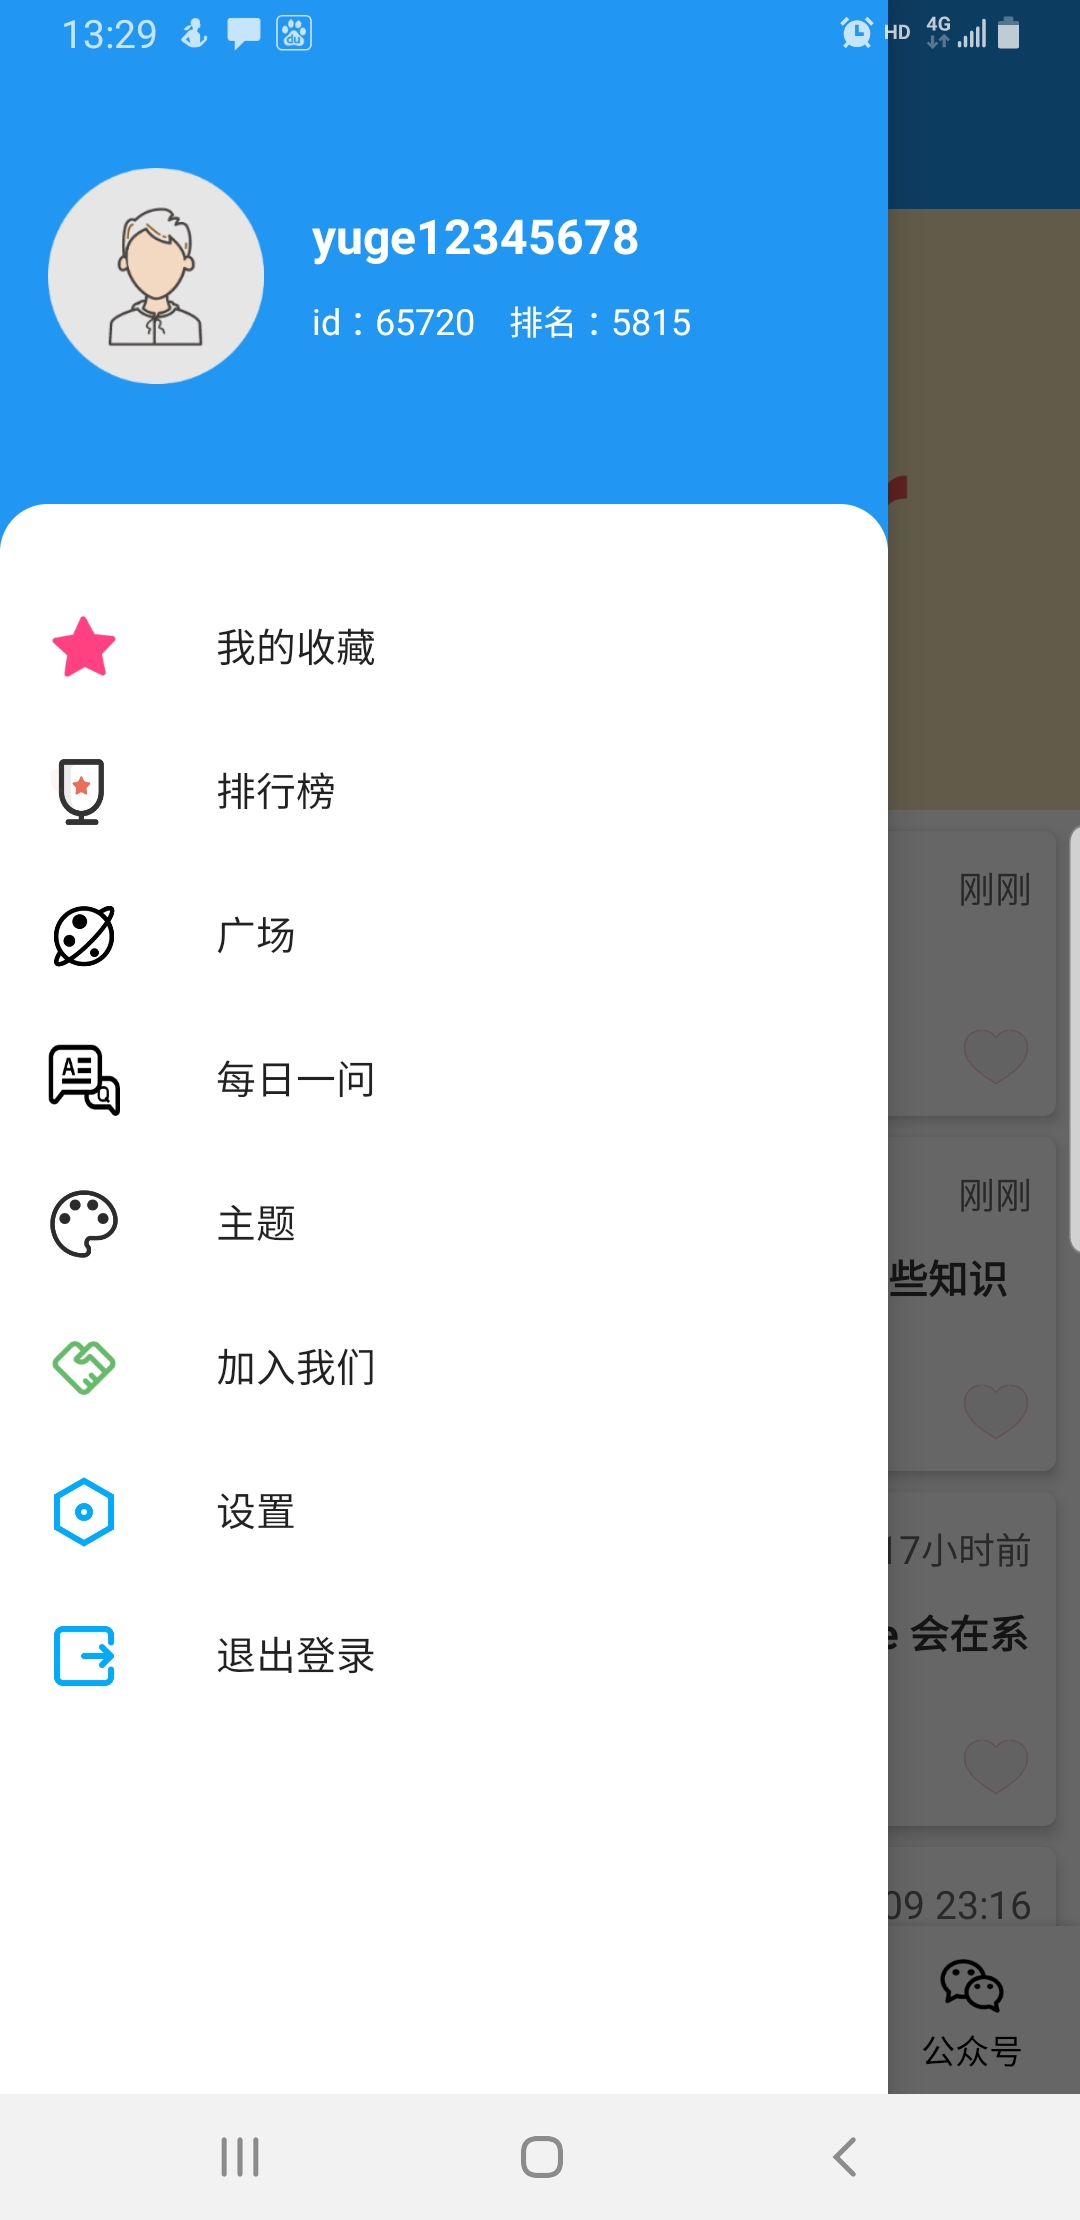 13:29
HD 4G
yuge12345678
id：65720 排名：5815
我的收藏
排行榜
广场
每日一问
主题
加入我们
设置
退出登录
刚刚
刚刚
些知识
17小时前
会在系
09 23:16
公众号